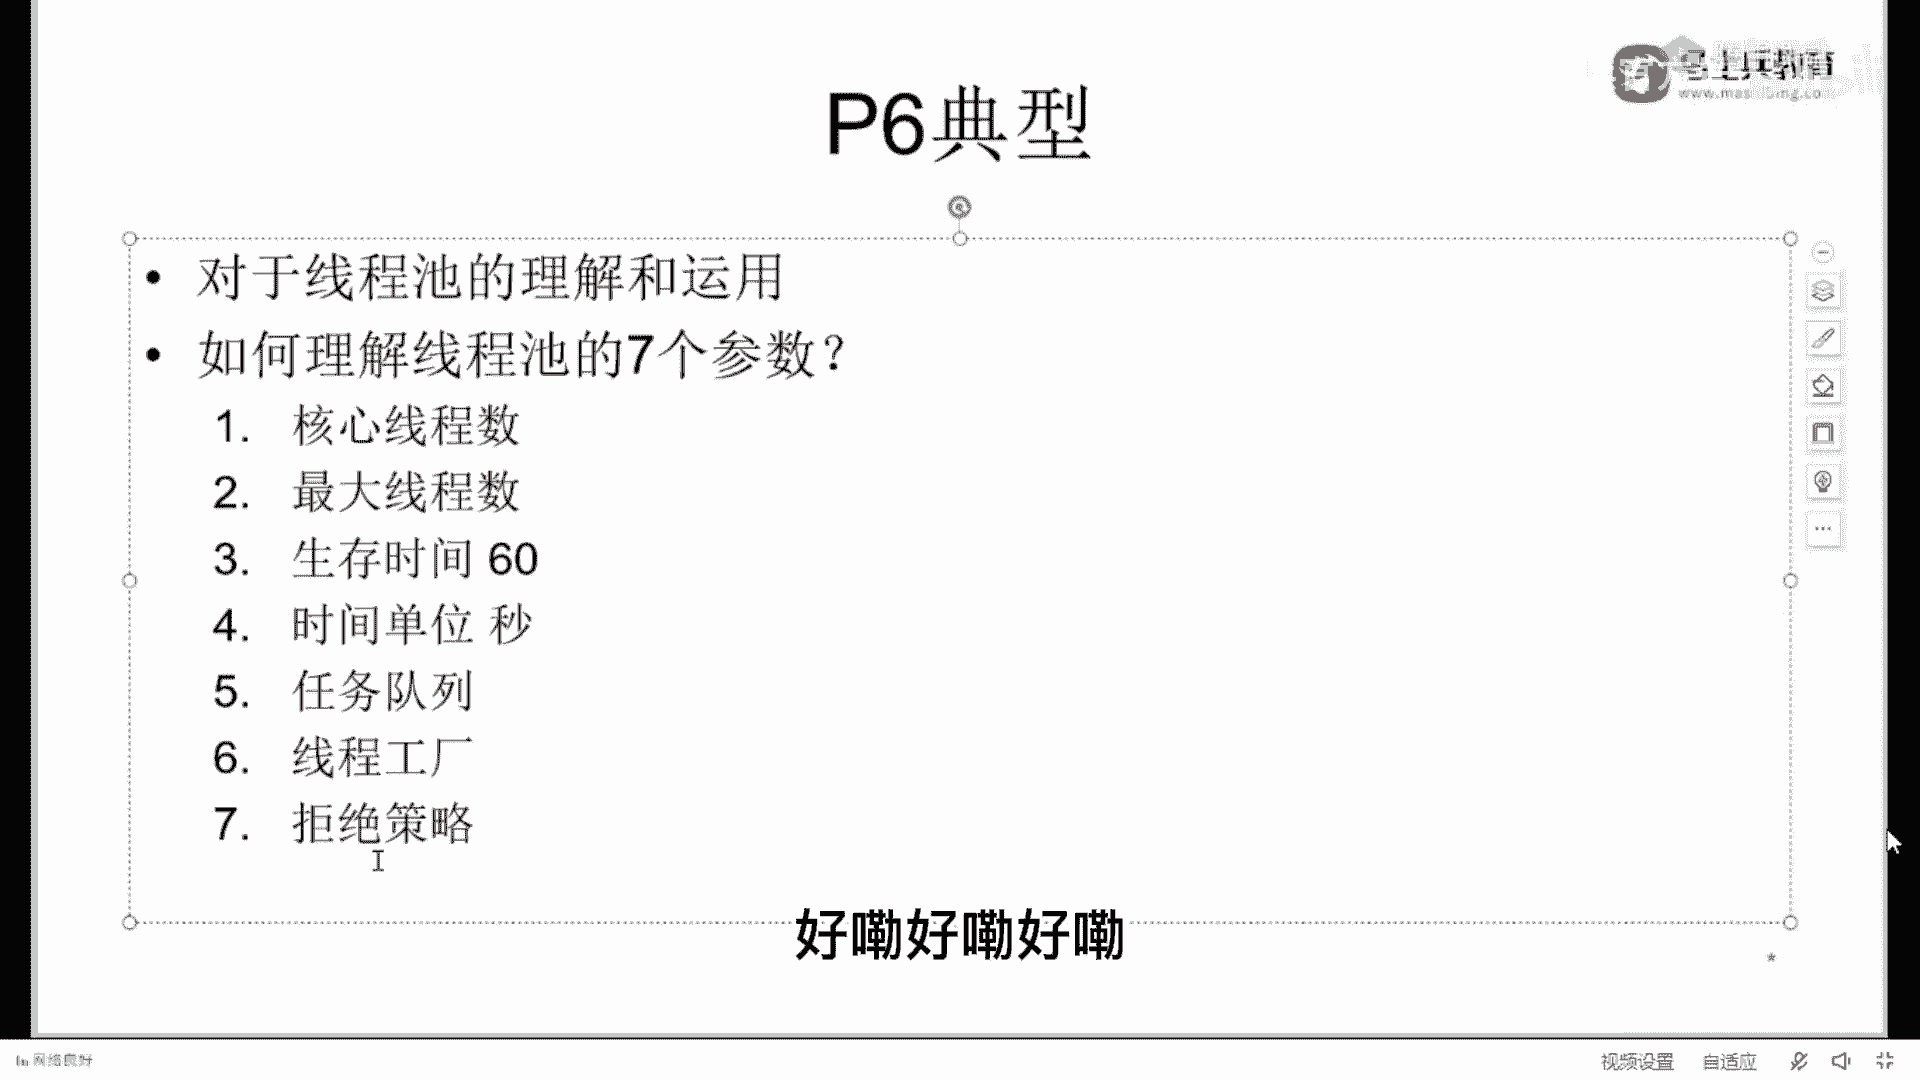 马士兵教育
www.mashibing.com
P6典型
• 对于线程池的理解和运用
• 如何理解线程池的7个参数？
1. 核心线程数
2. 最大线程数
3. 生存时间 60
4. 时间单位 秒
5. 任务队列
6. 线程工厂
7. 拒绝策略
好嘞好嘞好嘞
*
网络良好
视频设置 自适应